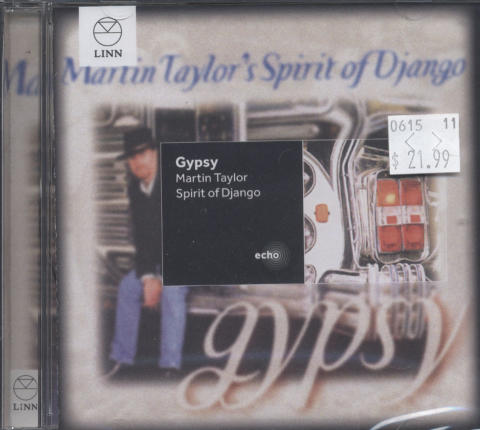 LINN
Ma
Martin Taylor's Spirit of Django
0615 11
$ 21.99
Gypsy
Martin Taylor
Spirit of Django
echo
gypsy
LINN